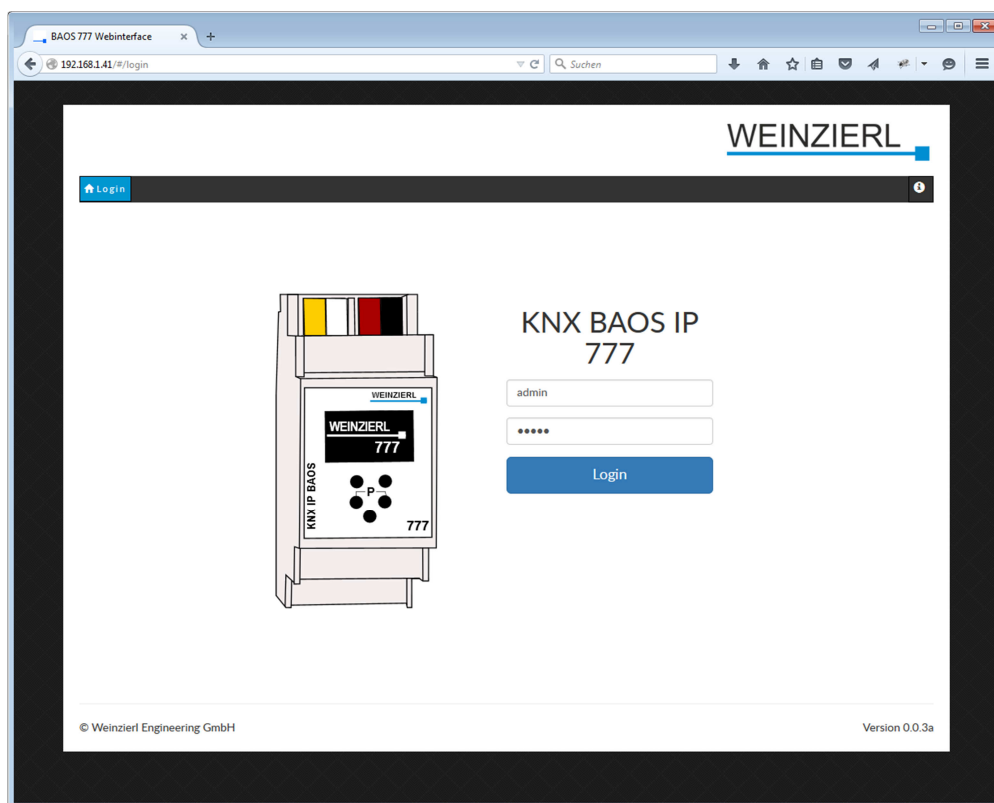 BAOS 777 Webinterface
192.168.1.41/#/login
Suchen
WEINZIERL
Login
KNX BAOS IP
777
admin
•••••
Login
WEINZIERL
WEINZIERL
777
KNX IP BAOS
P
777
© Weinzierl Engineering GmbH
Version 0.0.3a